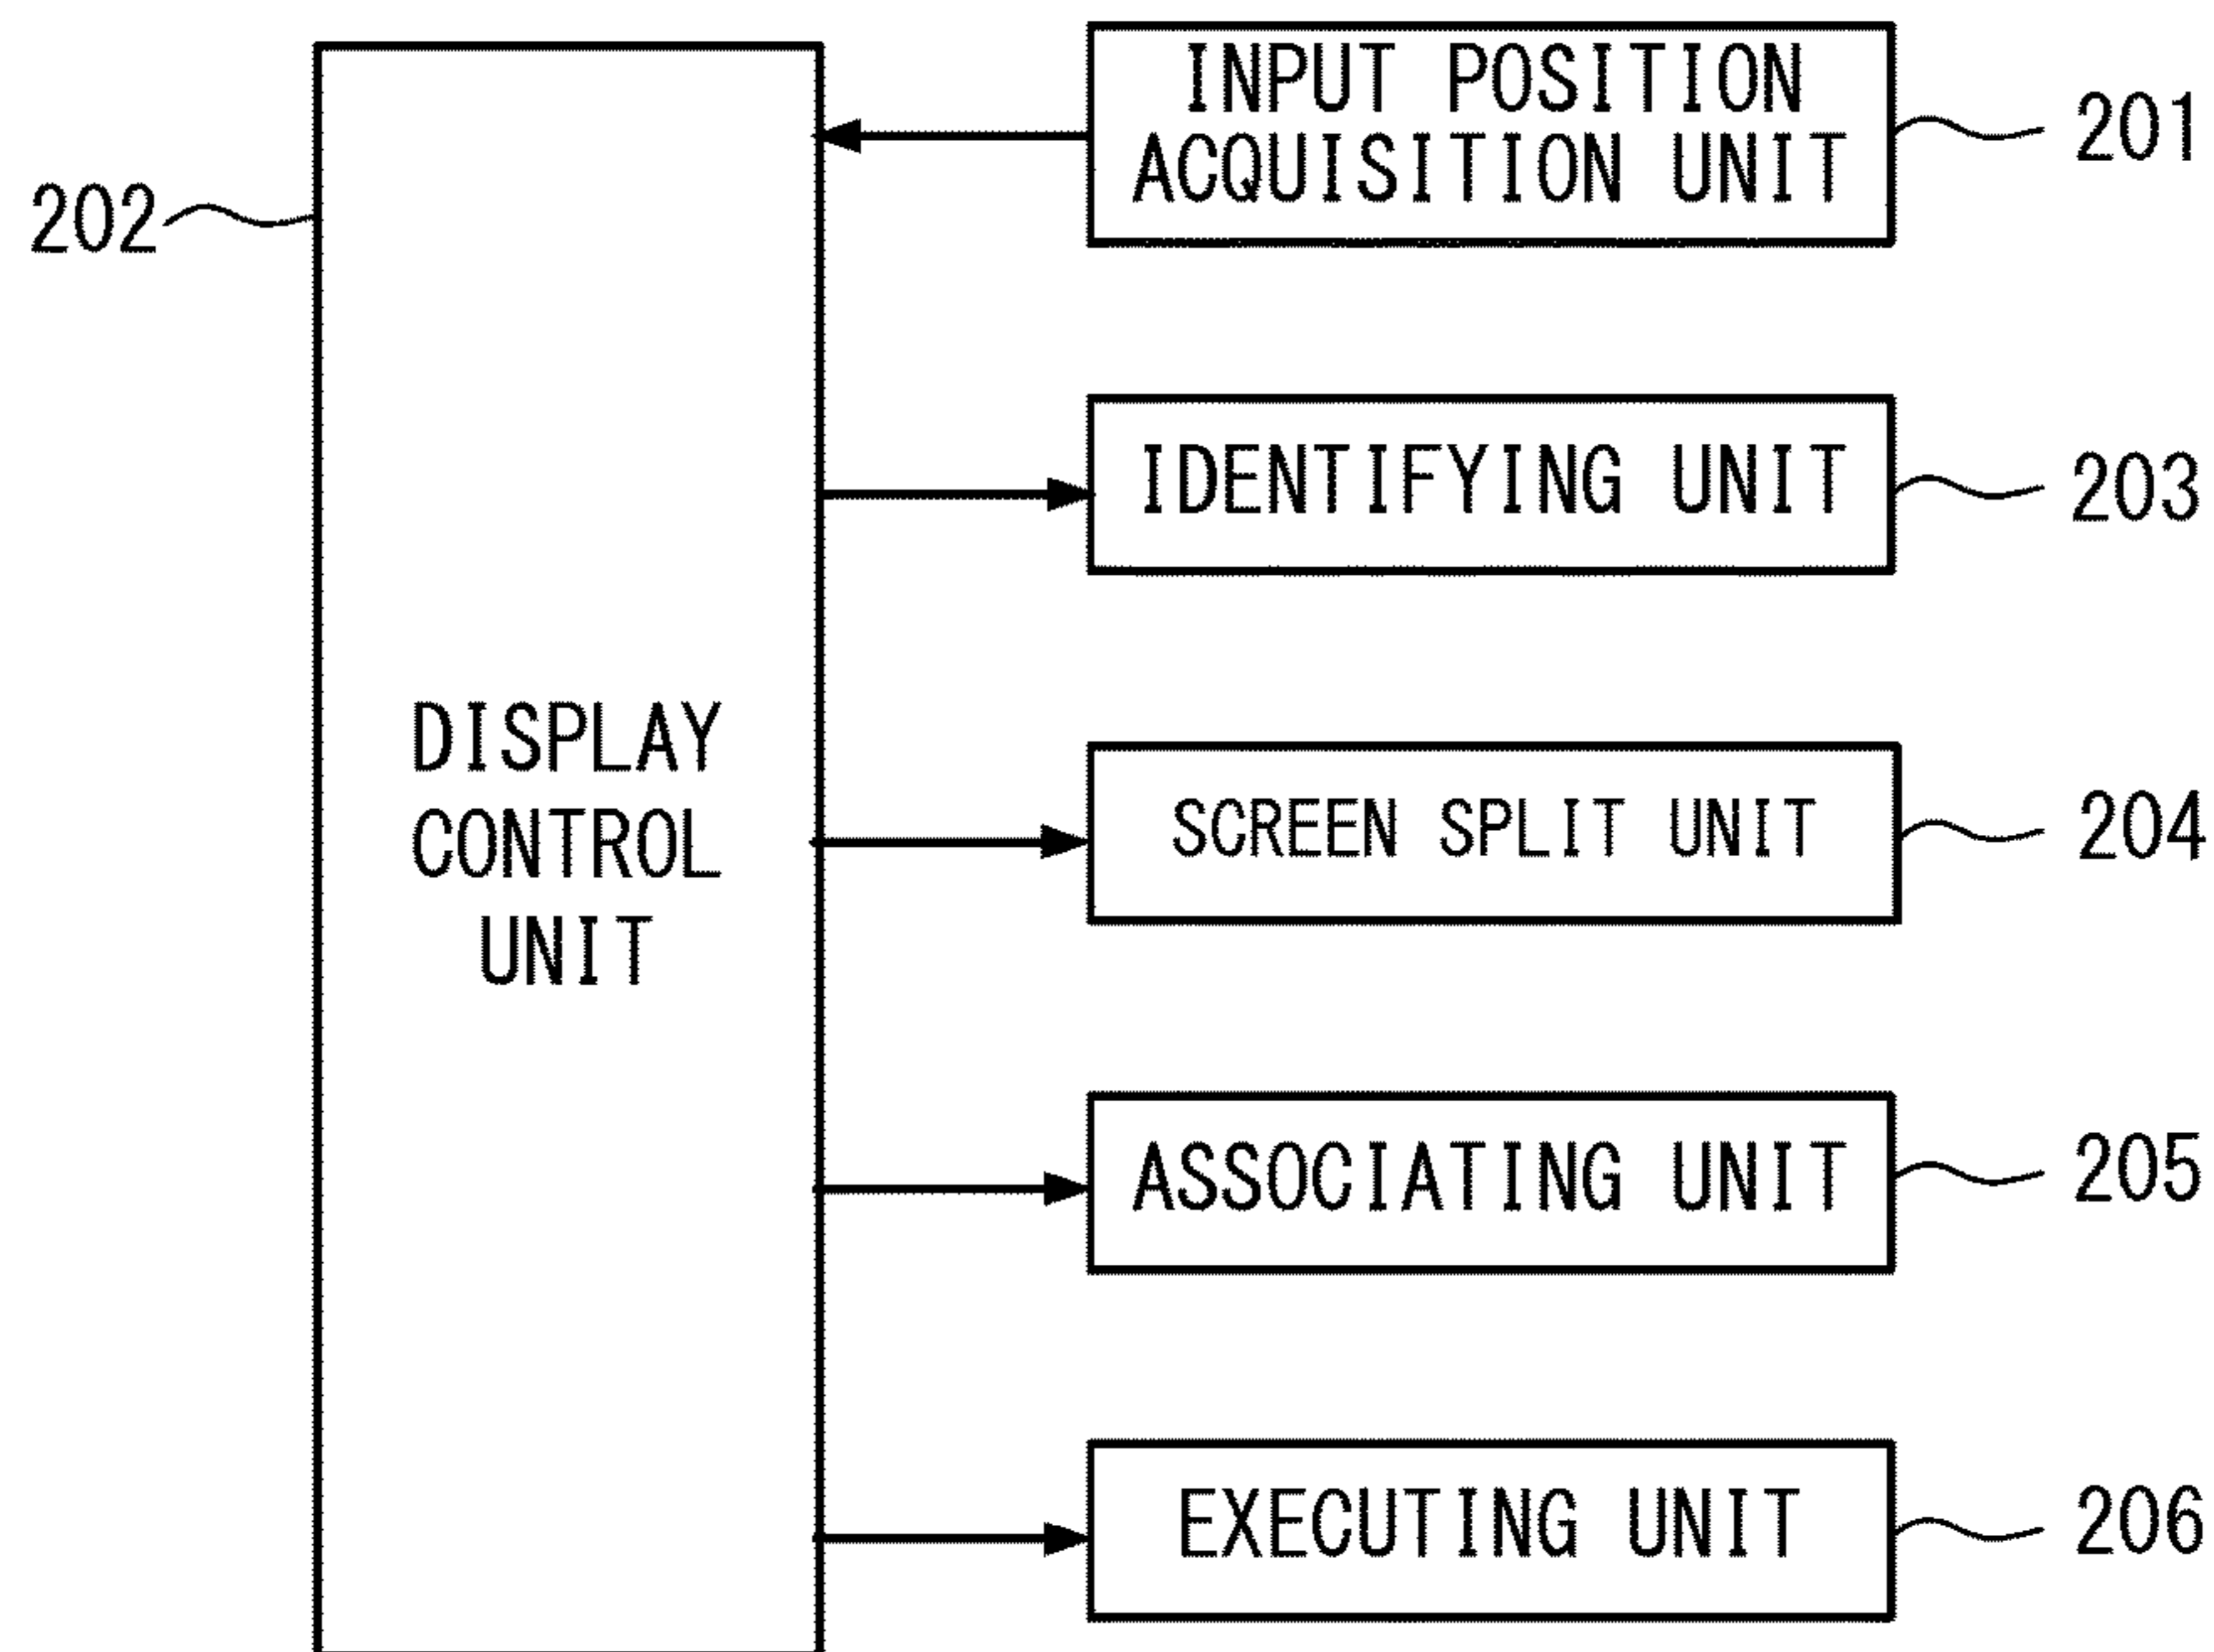 INPUT POSITION
ACQUISITION UNIT
201
202
IDENTIFYING UNIT
203
DISPLAY
CONTROL
UNIT
SCREEN SPLIT UNIT
204
ASSOCIATING UNIT
205
EXECUTING UNIT
206